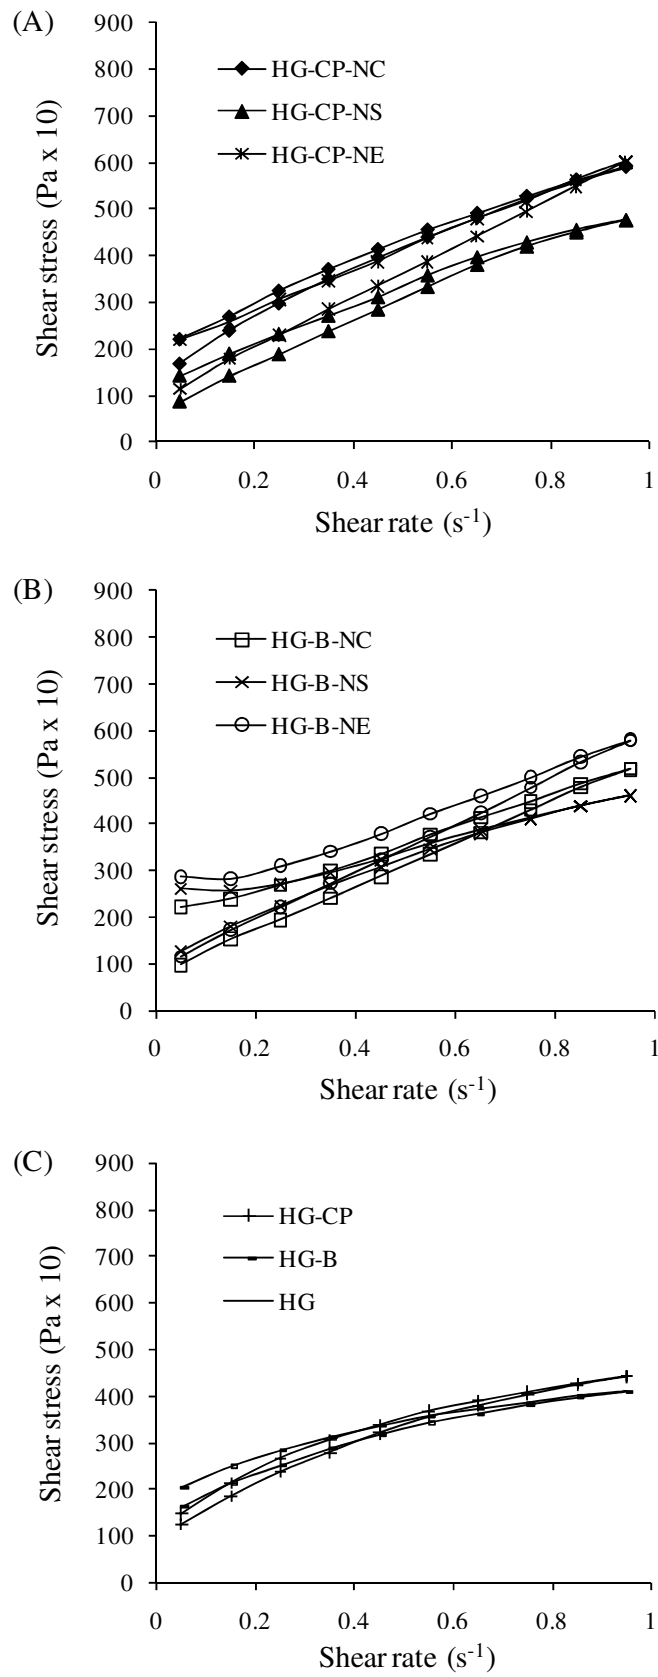 (A)
900
800
700
600
500
400
300
200
100
0
Shear stress (Pa x 10)
HG-CP-NC
HG-CP-NS
HG-CP-NE
0 0.2 0.4 0.6 0.8 1
Shear rate (s⁻¹)
(B)
900
800
700
600
500
400
300
200
100
0
Shear stress (Pa x 10)
HG-B-NC
HG-B-NS
HG-B-NE
0 0.2 0.4 0.6 0.8 1
Shear rate (s⁻¹)
(C)
900
800
700
600
500
400
300
200
100
0
Shear stress (Pa x 10)
HG-CP
HG-B
HG
0 0.2 0.4 0.6 0.8 1
Shear rate (s⁻¹)